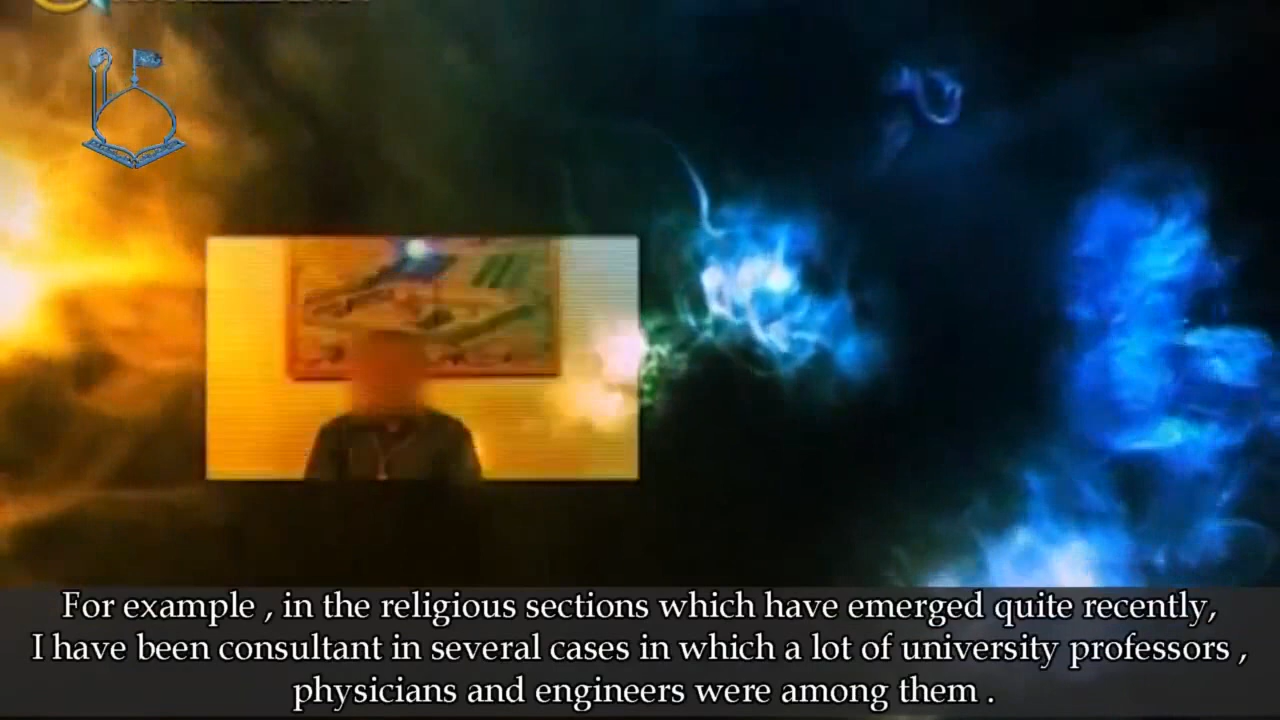 For example , in the religious sections which have emerged quite recently,
I have been consultant in several cases in which a lot of university professors ,
physicians and engineers were among them .